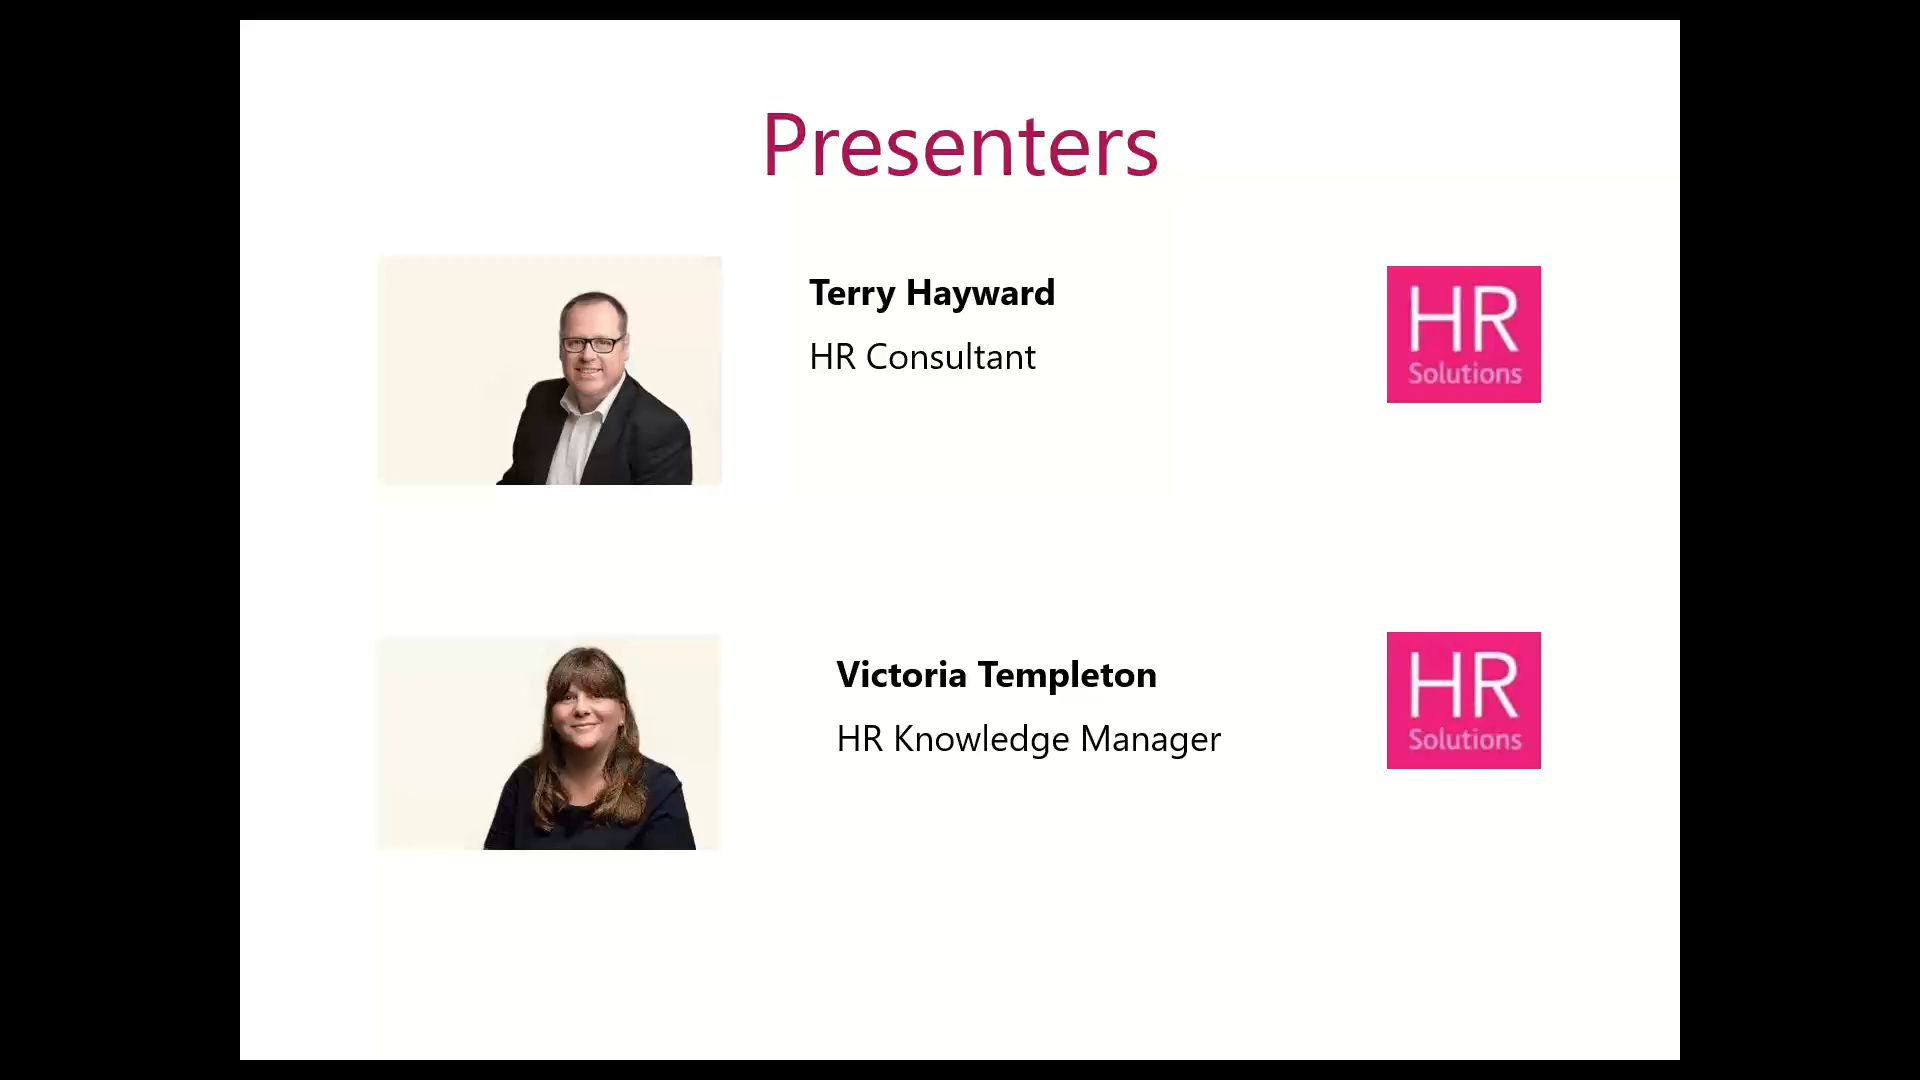 Presenters
Terry Hayward
HR Consultant
HR
Solutions
Victoria Templeton
HR Knowledge Manager
HR
Solutions